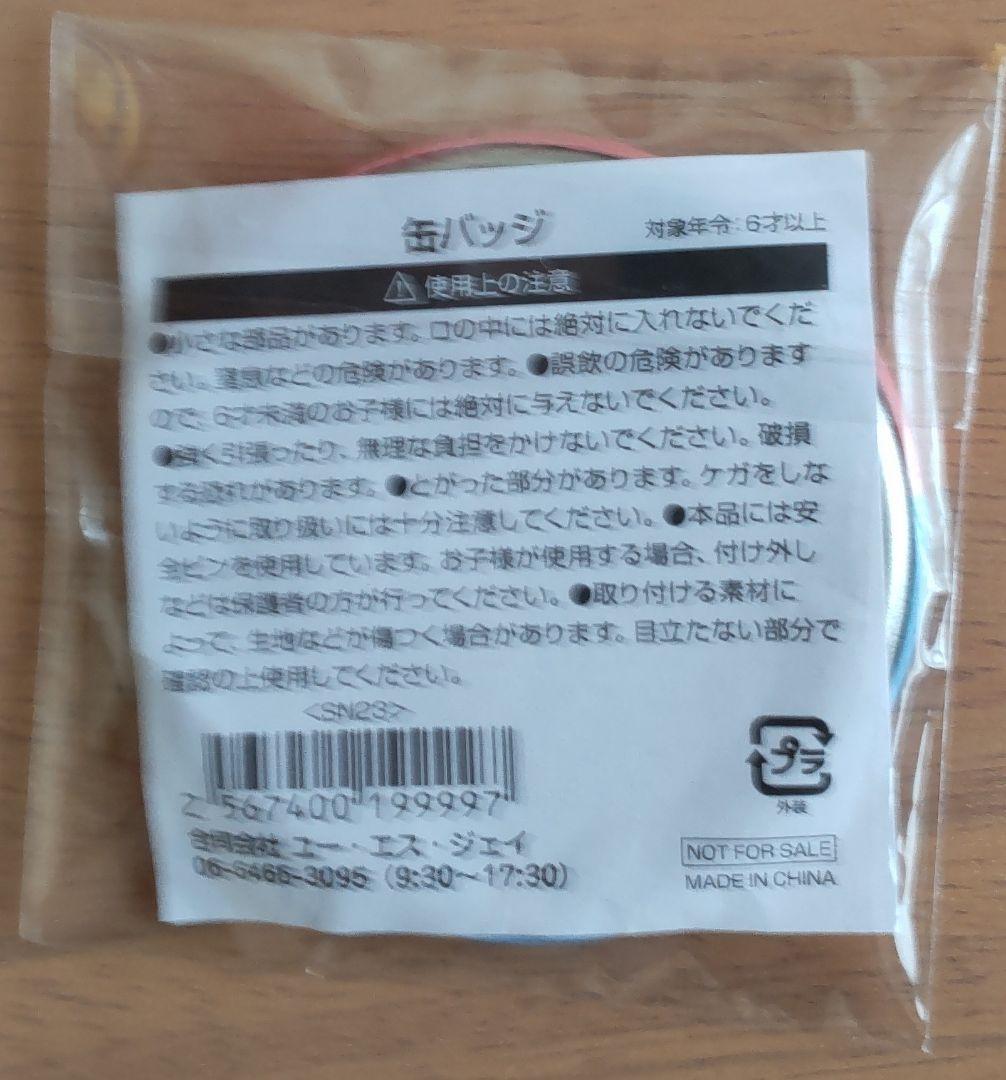 缶バッジ
対象年令：6才以上
使用上の注意
●小さな部品があります。口の中には絶対に入れないでくだ
さい。窒息などの危険があります。●誤飲の危険があります
ので、6才未満のお子様には絶対に与えないでください。
●強く引張ったり、無理な負担をかけないでください。破損
する恐れがあります。●とがった部分があります。ケガをしな
いように取り扱いには十分注意してください。●本品には安
全ピンを使用しています。お子様が使用する場合、付け外し
などは保護者の方が行ってください。●取り付ける素材に
よって、生地などが傷つく場合があります。目立たない部分で
確認の上使用してください。
<SN23>
2 567400 199997
合同会社 ユー・エス・ジェイ
06-6465-3095（9:30～17:30）
プラ
外装
NOT FOR SALE
MADE IN CHINA